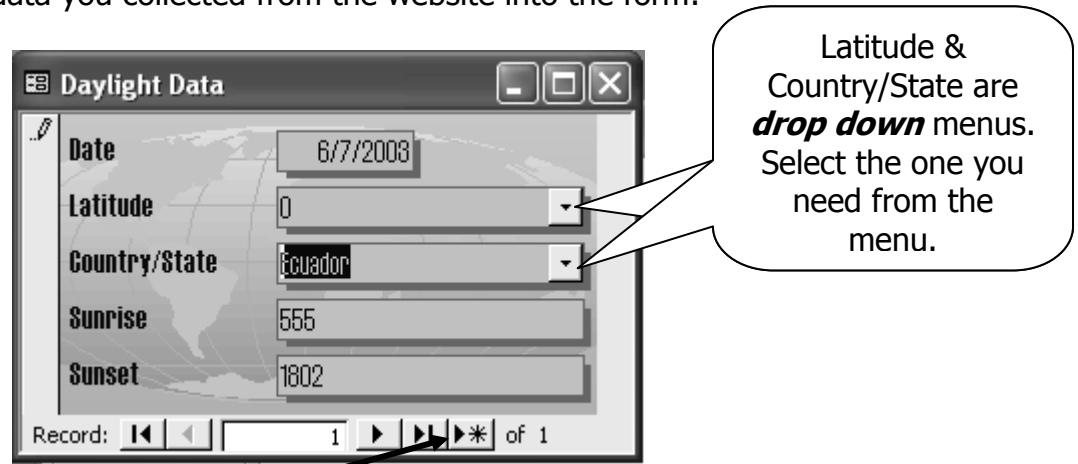 data you collected from the website into the form.
Daylight Data
Date 6/7/2003
Latitude 0
Country/State Ecuador
Sunrise 555
Sunset 1802
Record: 1 of 1
Latitude &
Country/State are
drop down menus.
Select the one you
need from the
menu.